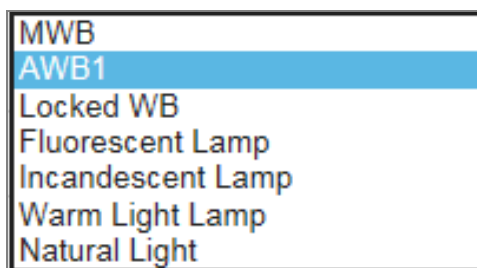 MWB
AWB1
Locked WB
Fluorescent Lamp
Incandescent Lamp
Warm Light Lamp
Natural Light